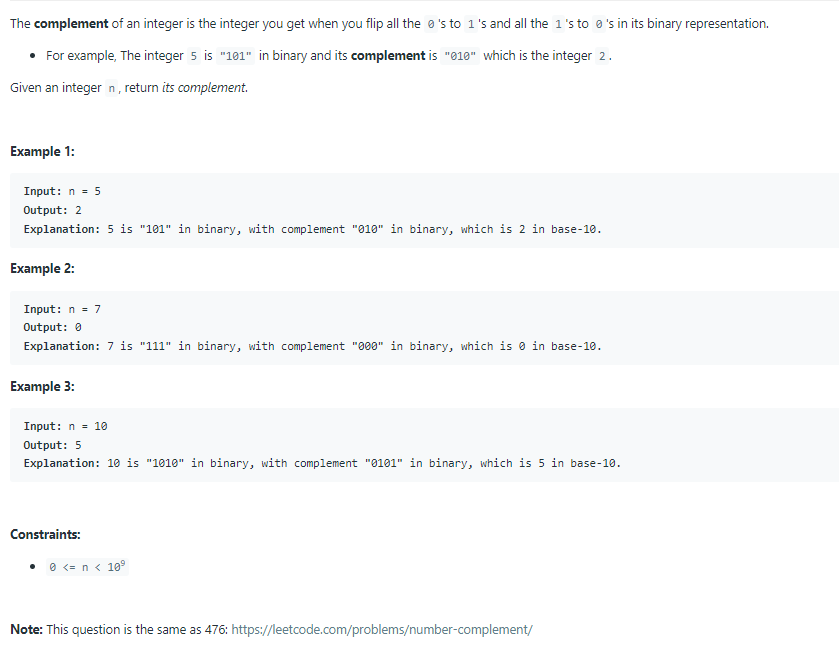 The complement of an integer is the integer you get when you flip all the 0 's to 1 's and all the 1 's to 0 's in its binary representation.
• For example, The integer 5 is "101" in binary and its complement is "010" which is the integer 2 .
Given an integer n , return its complement.
Example 1:
Input: n = 5
Output: 2
Explanation: 5 is "101" in binary, with complement "010" in binary, which is 2 in base-10.
Example 2:
Input: n = 7
Output: 0
Explanation: 7 is "111" in binary, with complement "000" in binary, which is 0 in base-10.
Example 3:
Input: n = 10
Output: 5
Explanation: 10 is "1010" in binary, with complement "0101" in binary, which is 5 in base-10.
Constraints:
• 0 <= n < 10⁹
Note: This question is the same as 476: https://leetcode.com/problems/number-complement/